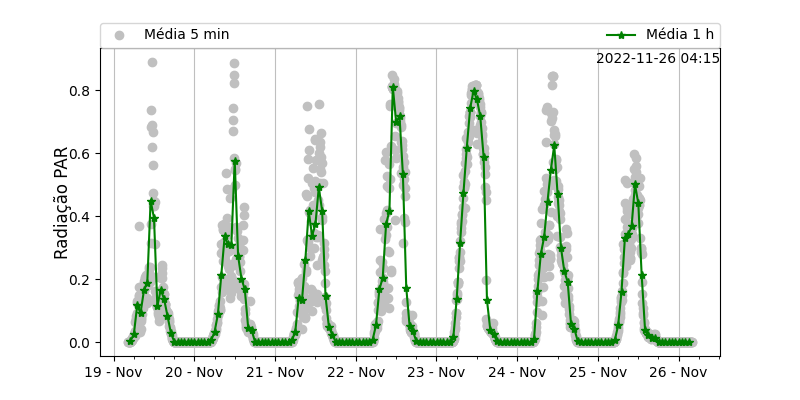 Média 5 min
Média 1 h
2022-11-26 04:15
Radiação PAR
0.8
0.6
0.4
0.2
0.0
19 - Nov
20 - Nov
21 - Nov
22 - Nov
23 - Nov
24 - Nov
25 - Nov
26 - Nov